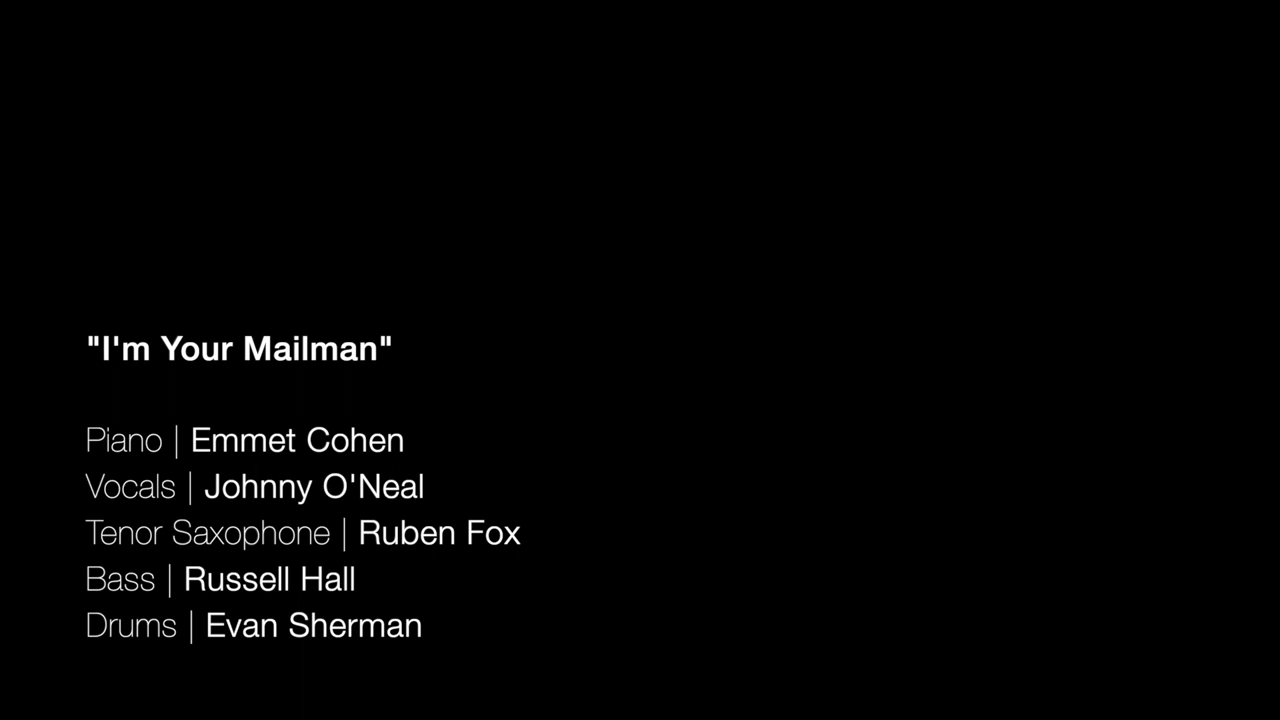 "I'm Your Mailman"
Piano | Emmet Cohen
Vocals | Johnny O'Neal
Tenor Saxophone | Ruben Fox
Bass | Russell Hall
Drums | Evan Sherman